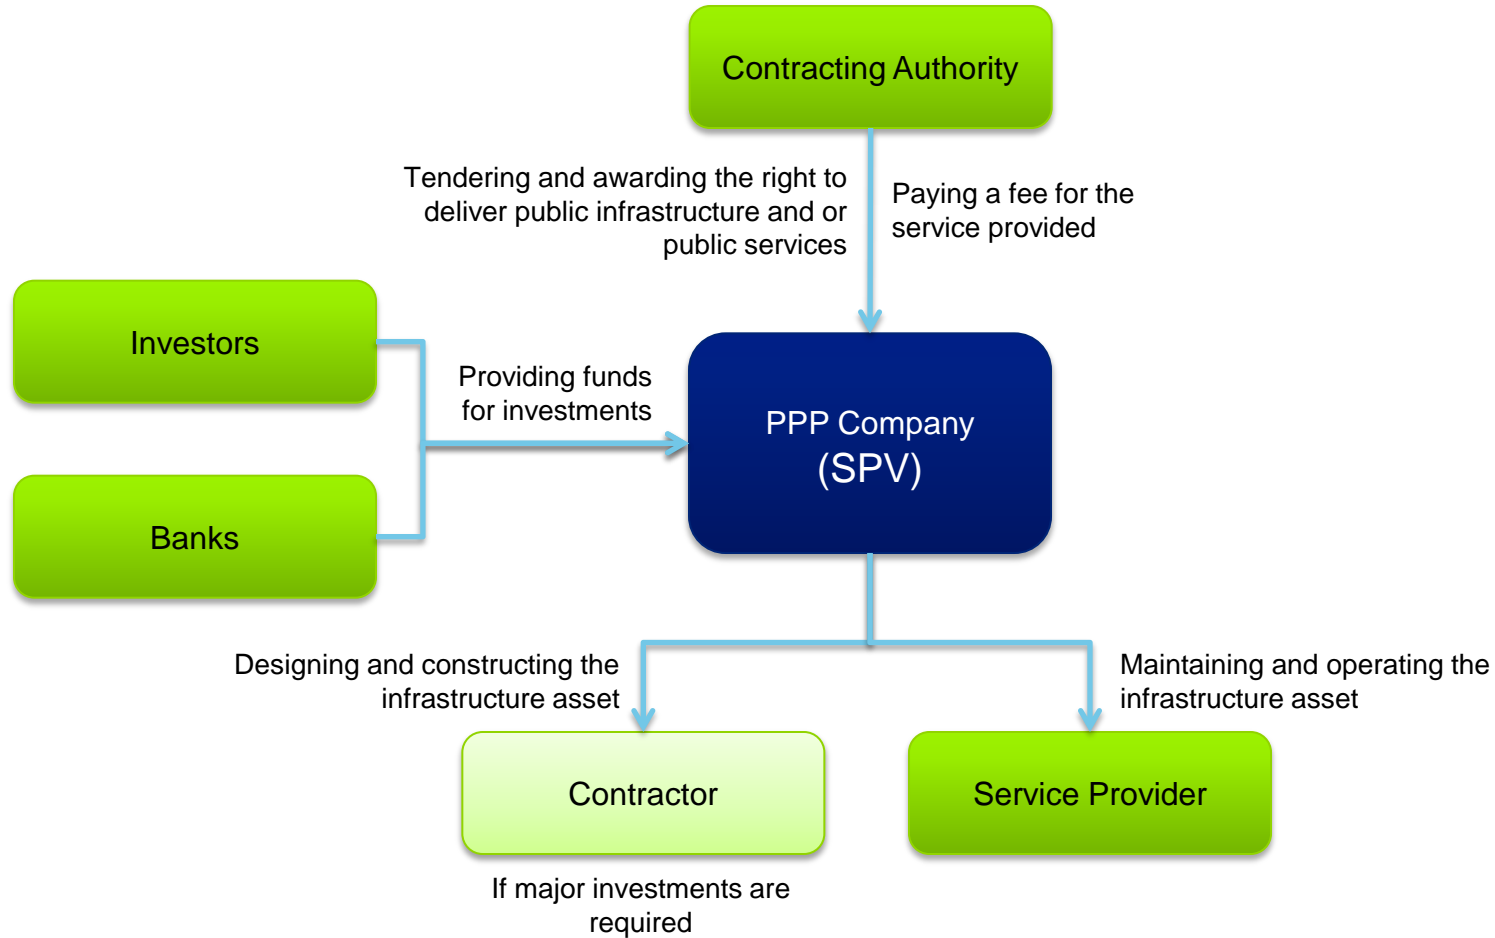 Contracting Authority
Tendering and awarding the right to
deliver public infrastructure and or
public services
Paying a fee for the
service provided
Investors
Providing funds
for investments
Banks
PPP Company
(SPV)
Designing and constructing the
infrastructure asset
Maintaining and operating the
infrastructure asset
Contractor
Service Provider
If major investments are
required